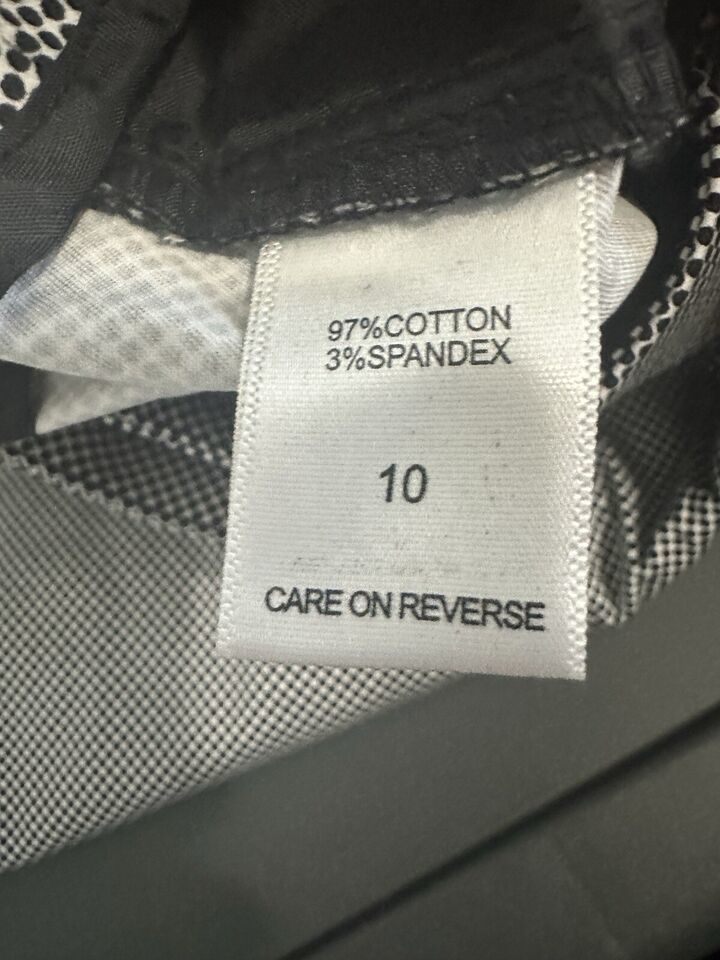 97%COTTON
3%SPANDEX
10
CARE ON REVERSE